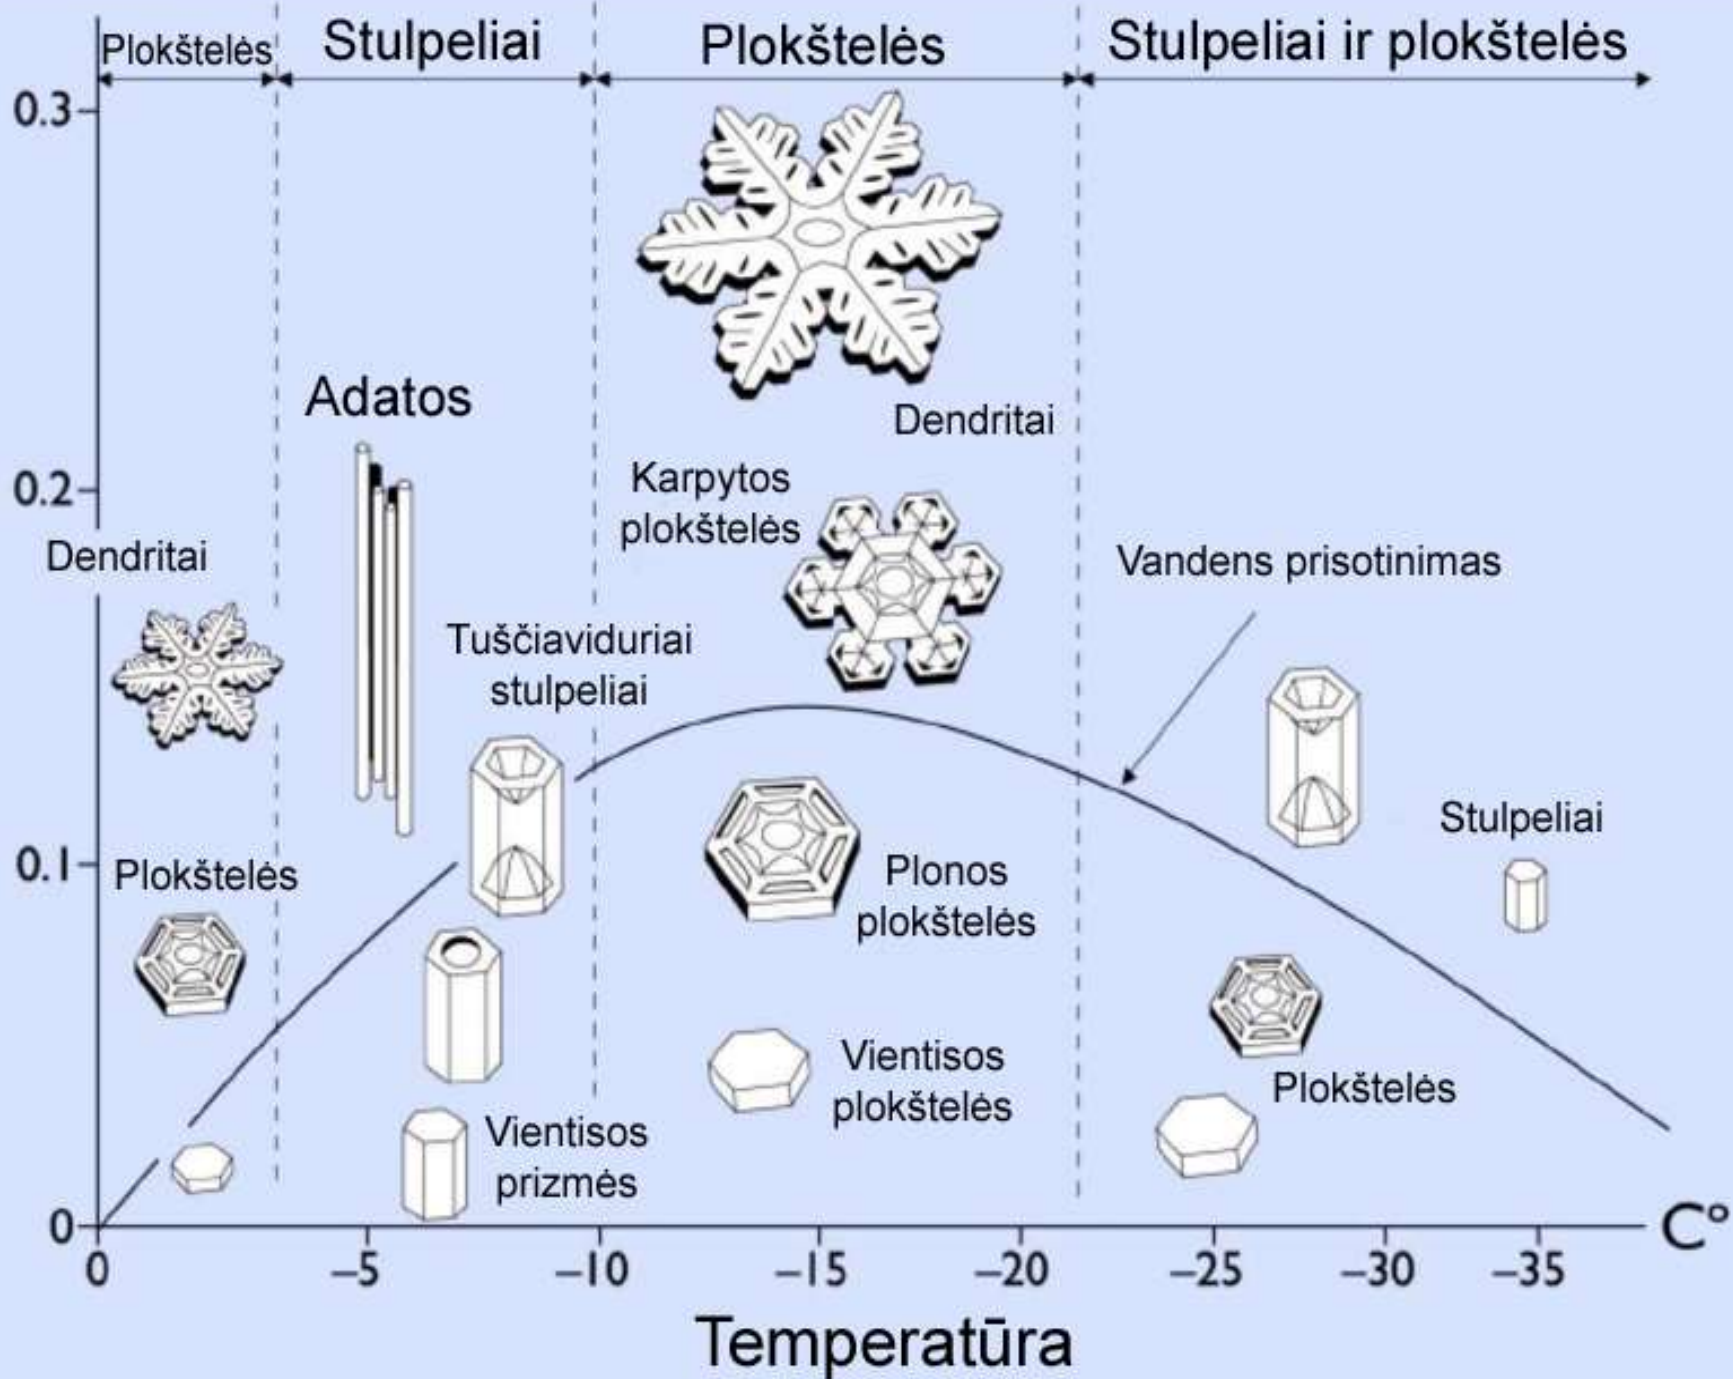 Plokštelės
Stulpeliai
Plokštelės
Stulpeliai ir plokštelės
0.3
Adatos
Dendritai
Karpytos
plokštelės
0.2
Dendritai
Vandens prisotinimas
Tuščiaviduriai
stulpeliai
Stulpeliai
0.1
Plokštelės
Plonos
plokštelės
Vientisos
plokštelės
Plokštelės
Vientisos
prizmės
0
C°
0
–5
–10
–15
–20
–25
–30
–35
Temperatūra